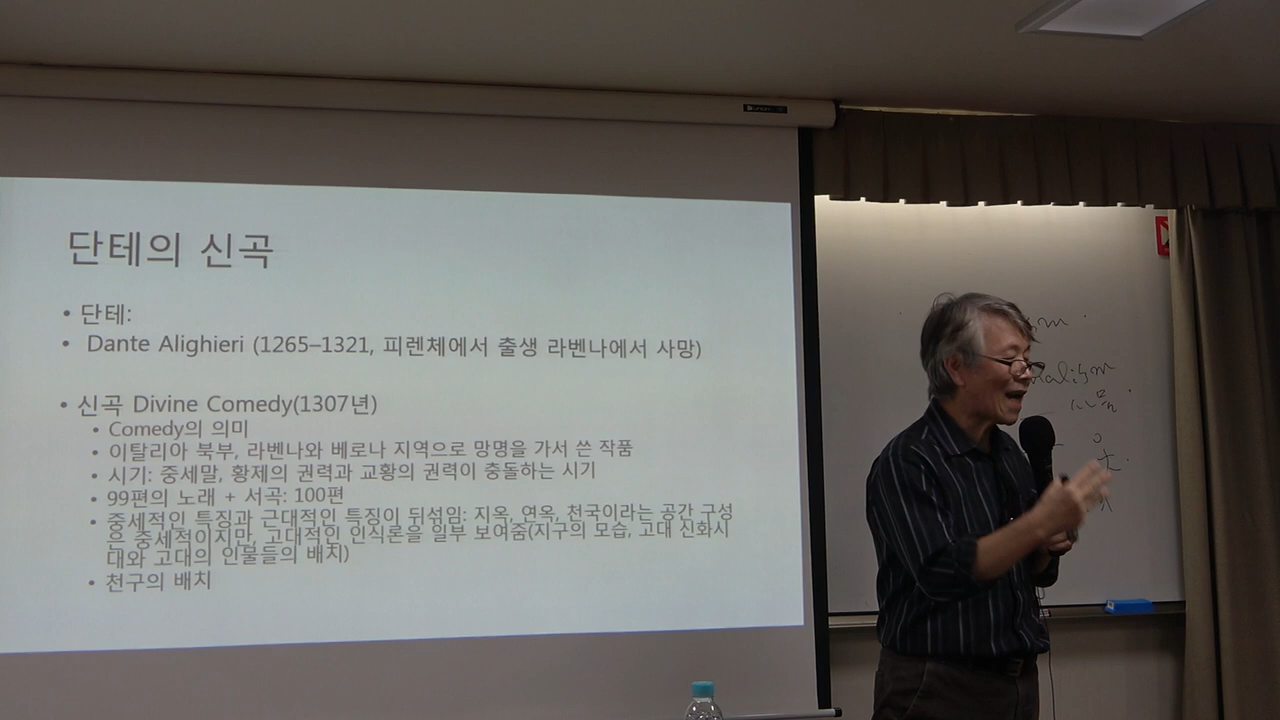 단테의 신곡
• 단테:
• Dante Alighieri (1265–1321, 피렌체에서 출생 라벤나에서 사망)
• 신곡 Divine Comedy(1307년)
• Comedy의 의미
• 이탈리아 북부, 라벤나와 베로나 지역으로 망명을 가서 쓴 작품
• 시기: 중세말, 황제의 권력과 교황의 권력이 충돌하는 시기
• 99편의 노래 + 서곡: 100편
• 중세적인 특징과 근대적인 특징이 뒤섞임: 지옥, 연옥, 천국이라는 공간 구성
은 중세적이지만, 고대적인 인식론을 일부 보여줌(지구의 모습, 고대 신화시
대와 고대의 인물들의 배치)
• 천구의 배치